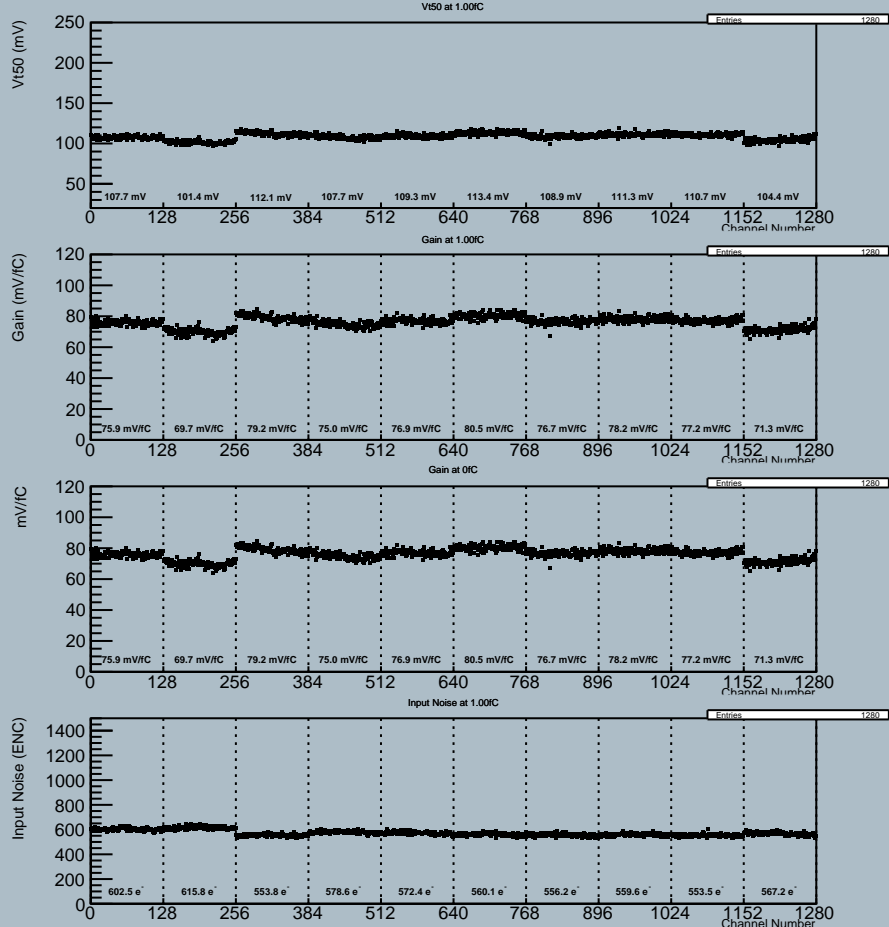 Vt50 at 1.00fC
Entries 1280
Vt50 (mV)
250
200
150
100
50
107.7 mV 101.4 mV 112.1 mV 107.7 mV 109.3 mV 113.4 mV 108.9 mV 111.3 mV 110.7 mV 104.4 mV
0 128 256 384 512 640 768 896 1024 1152 1280
Channel Number
Gain at 1.00fC
Entries 1280
Gain (mV/fC)
120
100
80
60
40
20
0
75.9 mV/fC 69.7 mV/fC 79.2 mV/fC 75.0 mV/fC 76.9 mV/fC 80.5 mV/fC 76.7 mV/fC 78.2 mV/fC 77.2 mV/fC 71.3 mV/fC
0 128 256 384 512 640 768 896 1024 1152 1280
Channel Number
Gain at 0fC
Entries 1280
mV/fC
120
100
80
60
40
20
0
75.9 mV/fC 69.7 mV/fC 79.2 mV/fC 75.0 mV/fC 76.9 mV/fC 80.5 mV/fC 76.7 mV/fC 78.2 mV/fC 77.2 mV/fC 71.3 mV/fC
0 128 256 384 512 640 768 896 1024 1152 1280
Channel Number
Input Noise at 1.00fC
Entries 1280
Input Noise (ENC)
1400
1200
1000
800
600
400
200
0
602.5 e⁻ 615.8 e⁻ 553.8 e⁻ 578.6 e⁻ 572.4 e⁻ 560.1 e⁻ 556.2 e⁻ 559.6 e⁻ 553.5 e⁻ 567.2 e⁻
0 128 256 384 512 640 768 896 1024 1152 1280
Channel Number